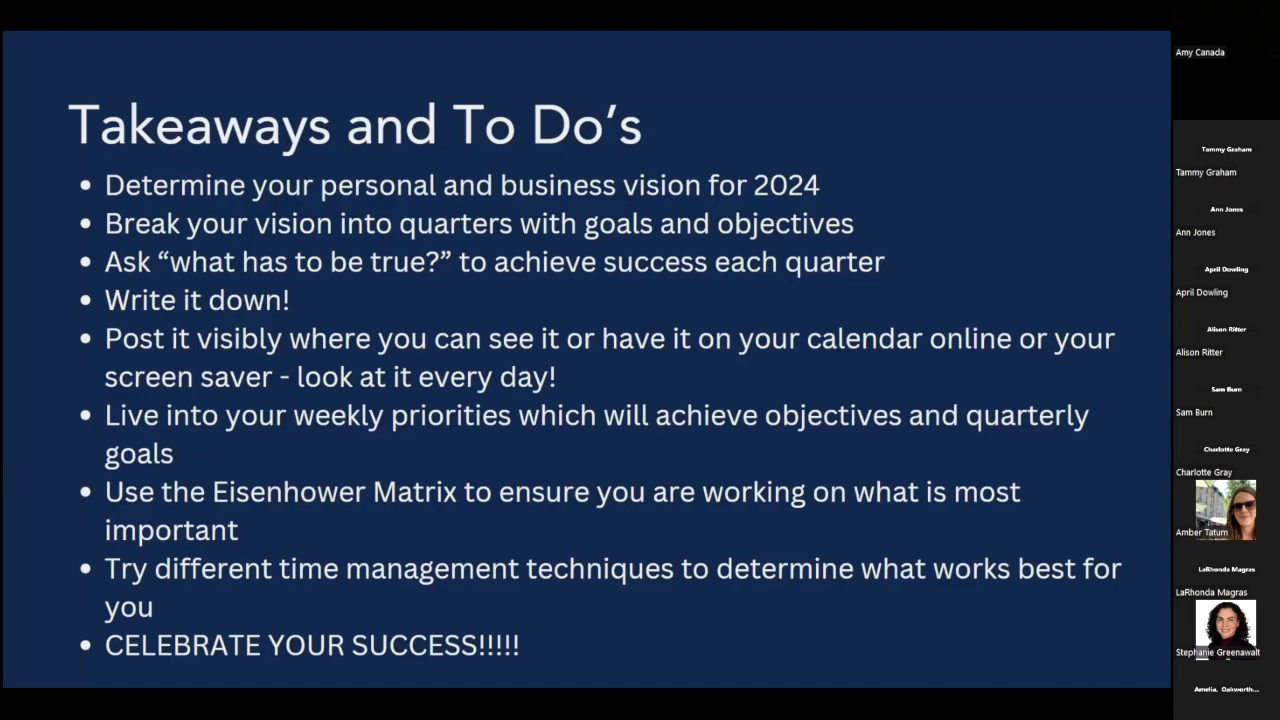 Takeaways and To Do’s
• Determine your personal and business vision for 2024
• Break your vision into quarters with goals and objectives
• Ask “what has to be true?” to achieve success each quarter
• Write it down!
• Post it visibly where you can see it or have it on your calendar online or your
screen saver - look at it every day!
• Live into your weekly priorities which will achieve objectives and quarterly
goals
• Use the Eisenhower Matrix to ensure you are working on what is most
important
• Try different time management techniques to determine what works best for
you
• CELEBRATE YOUR SUCCESS!!!!!
Amy Canada
Tammy Graham
Tammy Graham
Ann Jones
Ann Jones
April Dowling
April Dowling
Alison Ritter
Alison Ritter
Sam Burn
Sam Burn
Charlotte Gray
Charlotte Gray
Amber Tatum
LaRhonda Magras
LaRhonda Magras
Stephanie Greenawalt
Amelia, Oakworth...